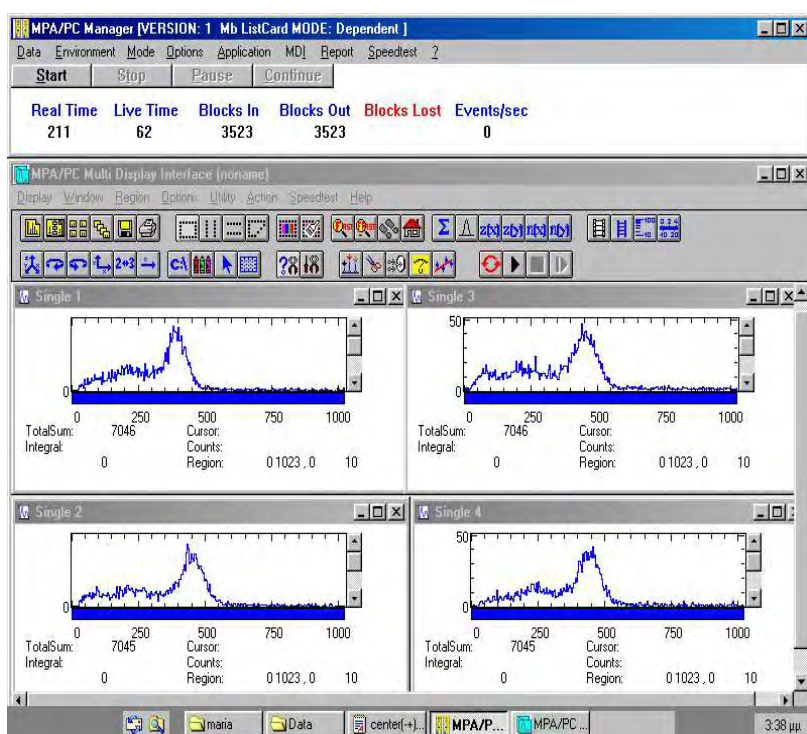 MPA/PC Manager [VERSION: 1 Mb ListCard MODE: Dependent ]
Data Environment Mode Options Application MDI Report Speedtest ?
Start Stop Pause Continue
Real Time Live Time Blocks In Blocks Out Blocks Lost Events/sec
211 62 3523 3523 0
MPA/PC Multi Display Interface (noname)
Display Window Region Options Utility Action Speedtest Help
Σ z(x) z(y) n(x) n(y)
2⇔3 C:\
Single 1
0
0 250 500 750 1000
TotalSum: 7046 Cursor:
Integral: Counts:
0 Region: 0 1023 , 0 10
Single 3
50
0
0 250 500 750 1000
TotalSum: 7046 Cursor:
Integral: Counts:
0 Region: 0 1023 , 0 10
Single 2
0
0 250 500 750 1000
TotalSum: 7045 Cursor:
Integral: Counts:
0 Region: 0 1023 , 0 10
Single 4
50
0
0 250 500 750 1000
TotalSum: 7045 Cursor:
Integral: Counts:
0 Region: 0 1023 , 0 10
maria Data center(-+)... MPA/P... MPA/PC ... 3:38 μμ